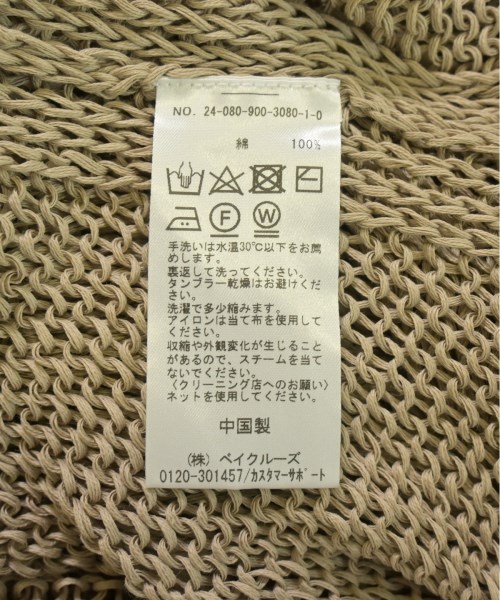 NO. 24-080-900-3080-1-0
綿 100%
F W
手洗いは水温30℃以下をお薦
めします。
裏返して洗ってください。
タンブラー乾燥はお避けくださ
い。
洗濯で多少縮みます。
アイロンは当て布を使用して
ください。
収縮や外観変化が生じること
があるので、スチームを当て
ないでください。
〈クリーニング店へのお願い〉
ネットを使用してください。
中国製
(株) ベイクルーズ
0120-301457/カスタマーサポート